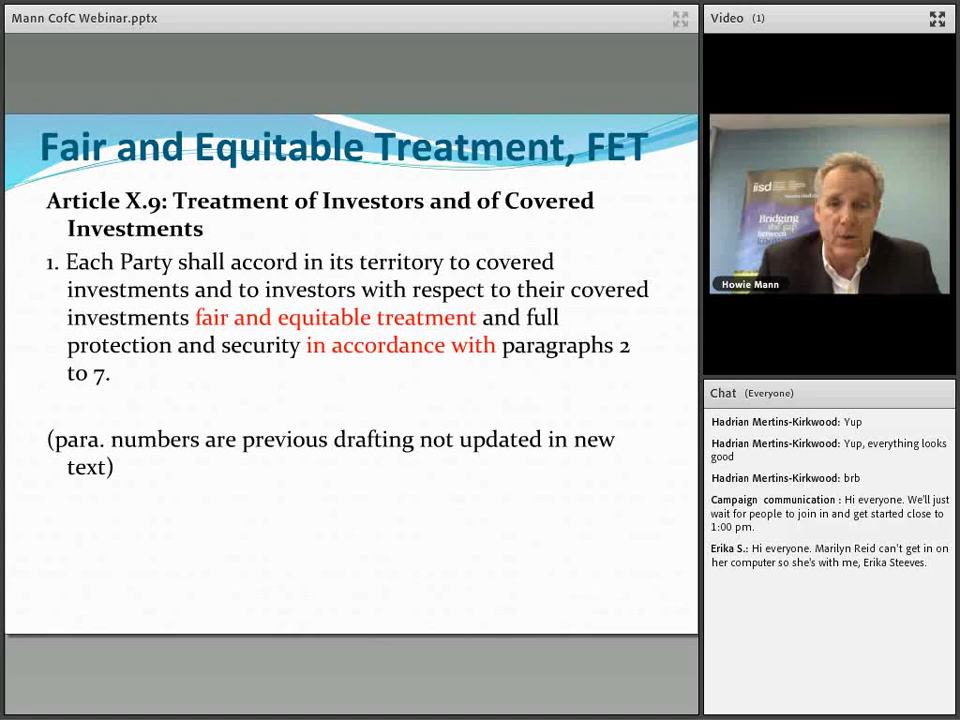 Mann CofC Webinar.pptx
Fair and Equitable Treatment, FET
Article X.9: Treatment of Investors and of Covered
Investments
1. Each Party shall accord in its territory to covered
investments and to investors with respect to their covered
investments fair and equitable treatment and full
protection and security in accordance with paragraphs 2
to 7.
(para. numbers are previous drafting not updated in new
text)
Video (1)
iisd
Bridging
the gap
between
Howie Mann
Chat (Everyone)
Hadrian Mertins-Kirkwood: Yup
Hadrian Mertins-Kirkwood: Yup, everything looks
good
Hadrian Mertins-Kirkwood: brb
Campaign communication : Hi everyone. We'll just
wait for people to join in and get started close to
1:00 pm.
Erika S.: Hi everyone. Marilyn Reid can't get in on
her computer so she's with me, Erika Steeves.